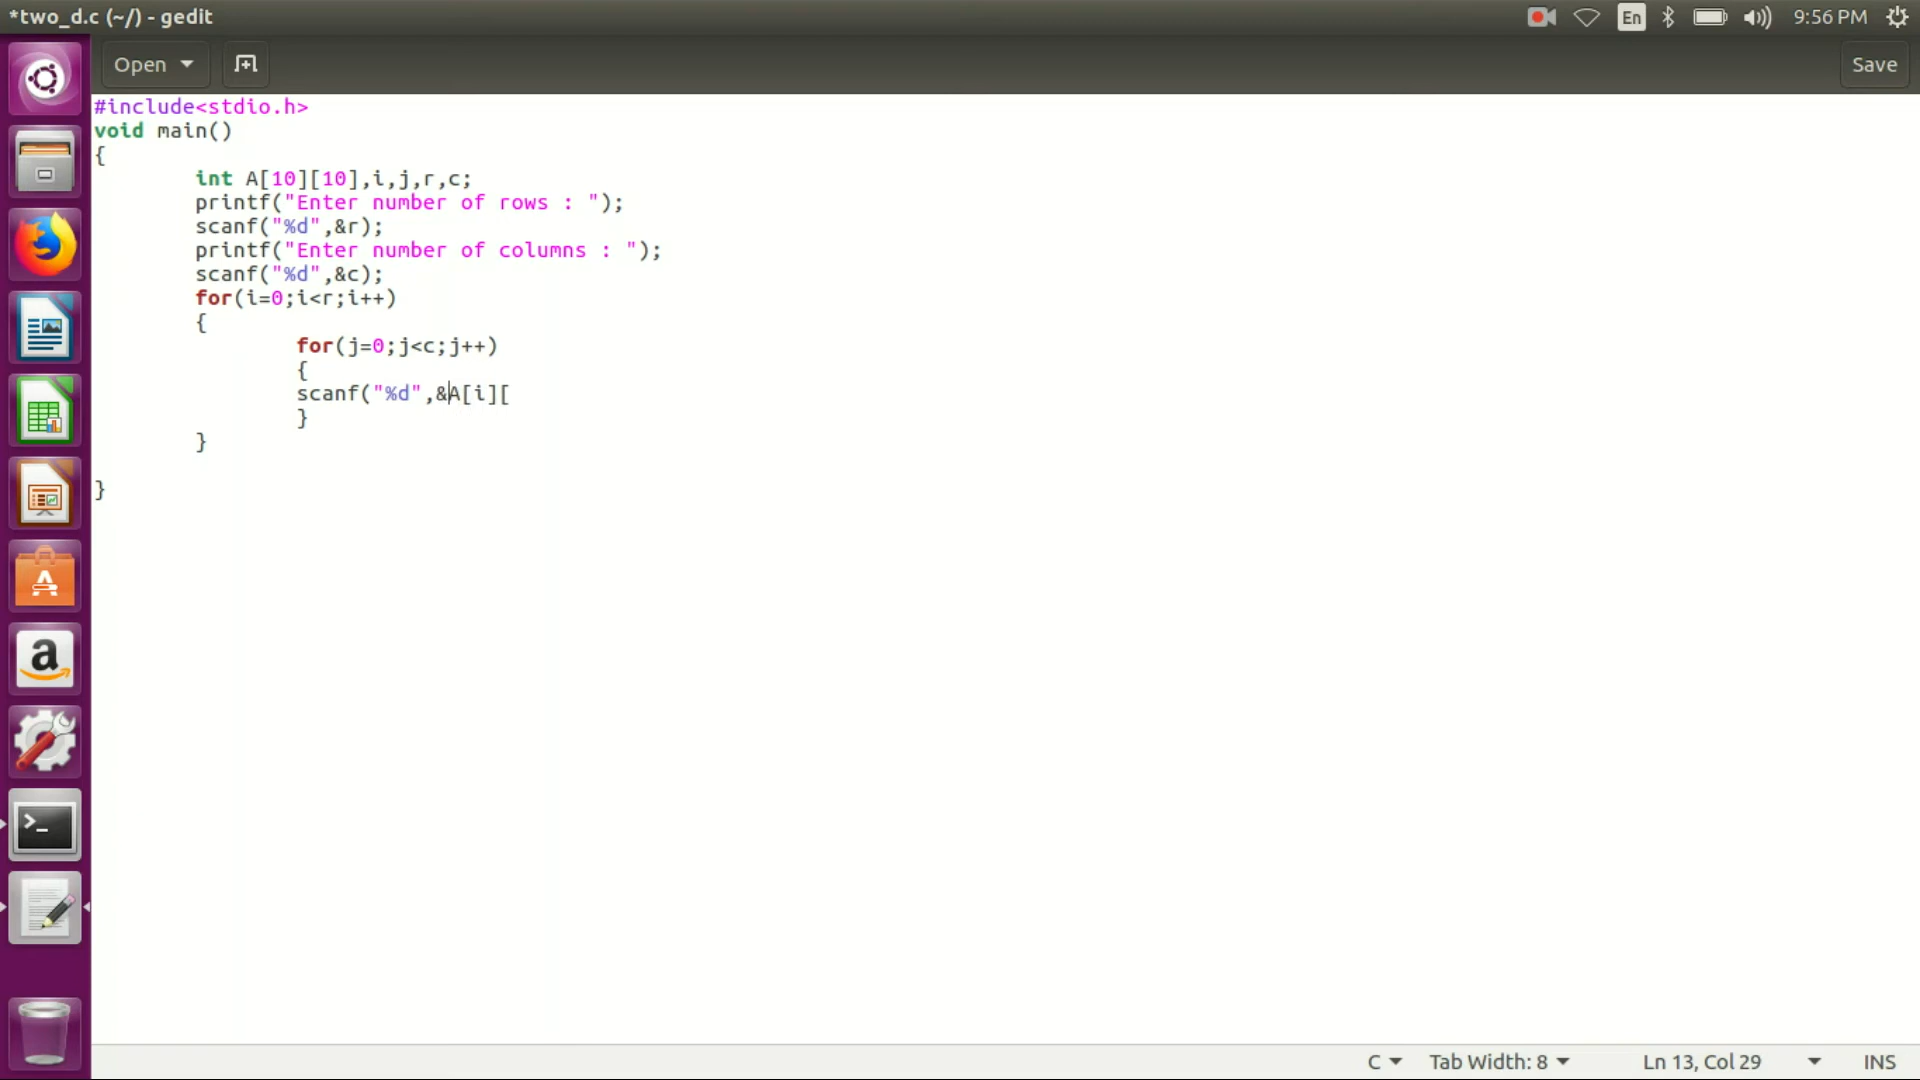 *two_d.c (~/) - gedit
En
9:56 PM
Open
Save
#include<stdio.h>
void main()
{
int A[10][10],i,j,r,c;
printf("Enter number of rows : ");
scanf("%d",&r);
printf("Enter number of columns : ");
scanf("%d",&c);
for(i=0;i<r;i++)
{
for(j=0;j<c;j++)
{
scanf("%d",&A[i][
}
}
}
C
Tab Width: 8
Ln 13, Col 29
INS